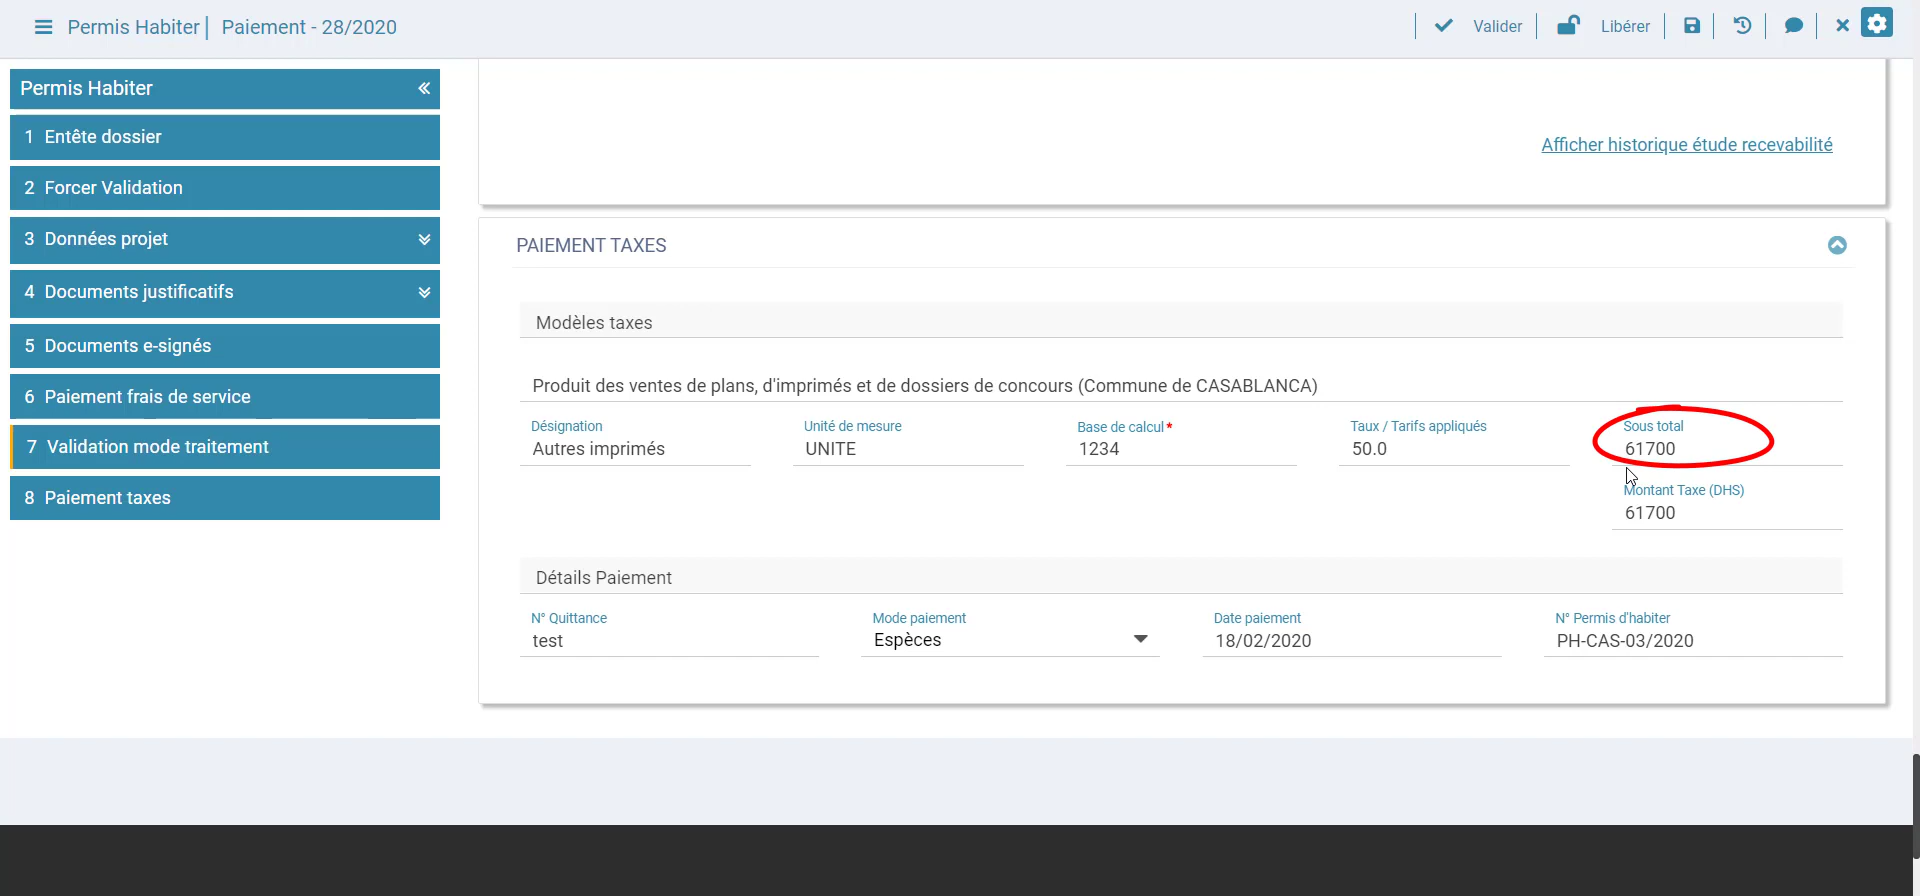 Permis Habiter | Paiement - 28/2020
Valider
Libérer
Permis Habiter
1 Entête dossier
2 Forcer Validation
3 Données projet
4 Documents justificatifs
5 Documents e-signés
6 Paiement frais de service
7 Validation mode traitement
8 Paiement taxes
Afficher historique étude recevabilité
PAIEMENT TAXES
Modèles taxes
Produit des ventes de plans, d'imprimés et de dossiers de concours (Commune de CASABLANCA)
Désignation Unité de mesure Base de calcul* Taux / Tarifs appliqués Sous total
Autres imprimés UNITE 1234 50.0 61700
Montant Taxe (DHS)
61700
Détails Paiement
N° Quittance Mode paiement Date paiement N° Permis d'habiter
test Espèces 18/02/2020 PH-CAS-03/2020